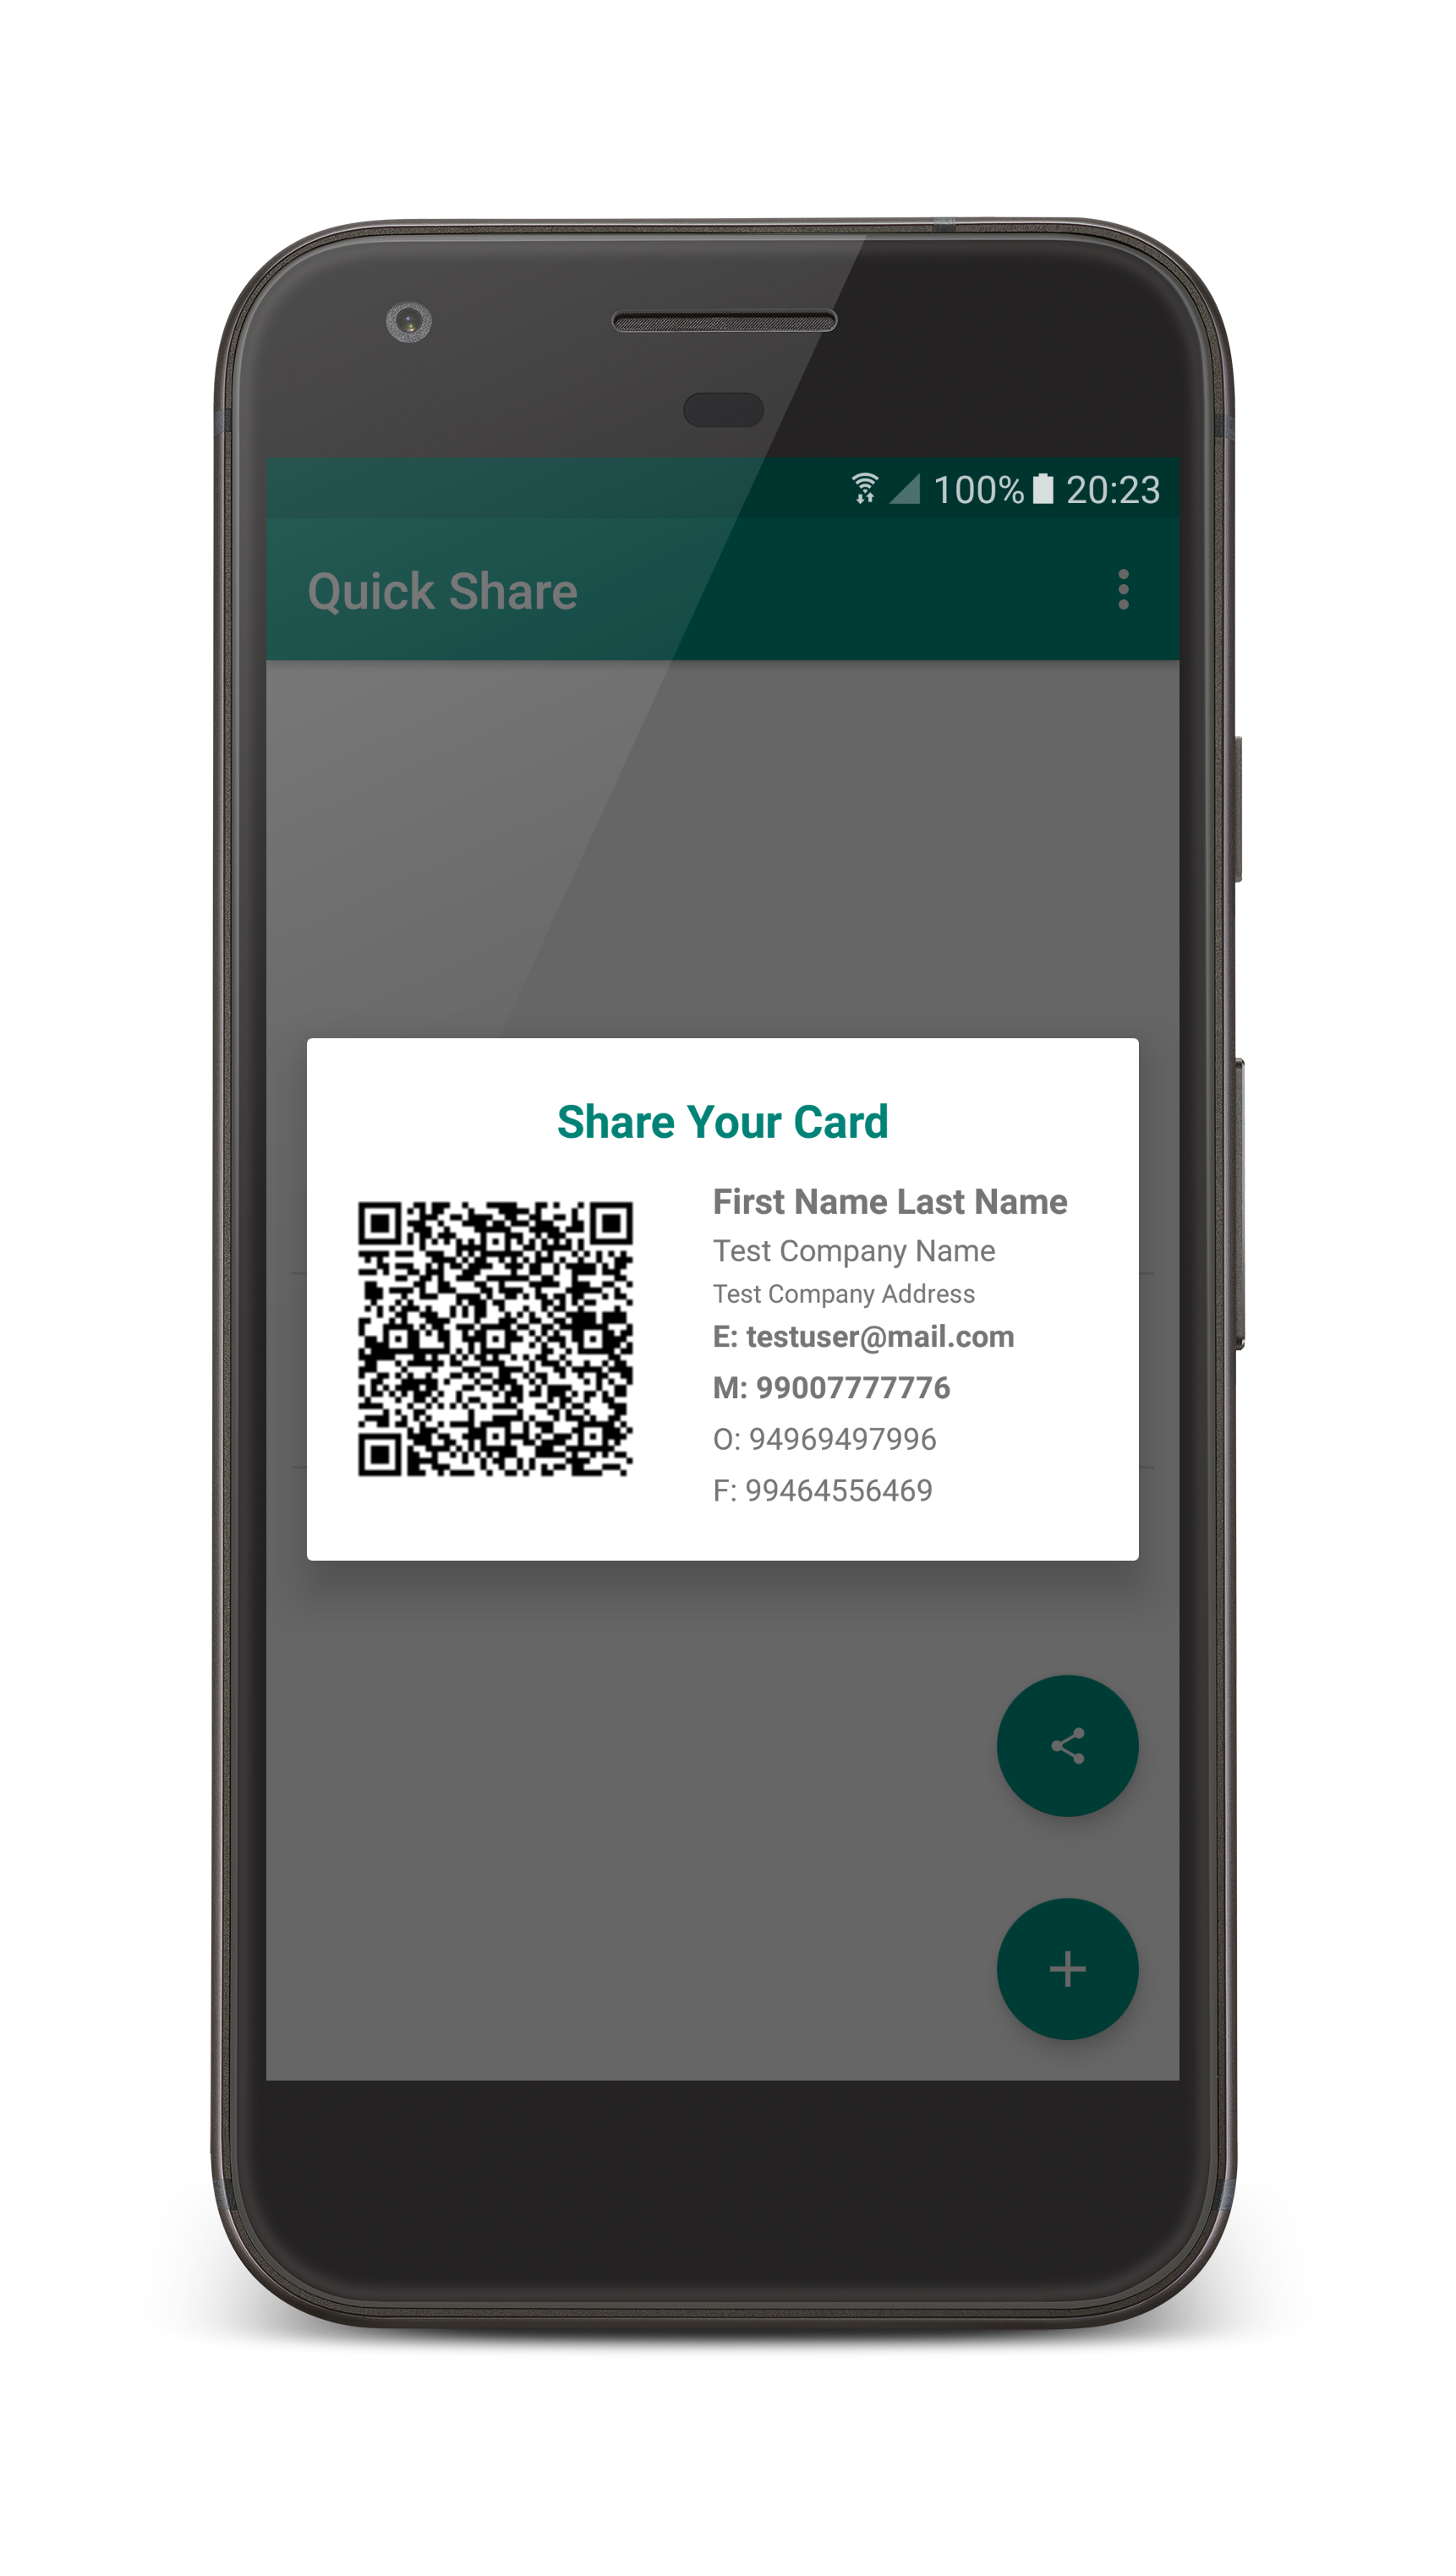 100% 20:23
Quick Share
Share Your Card
First Name Last Name
Test Company Name
Test Company Address
E: testuser@mail.com
M: 99007777776
O: 94969497996
F: 99464556469